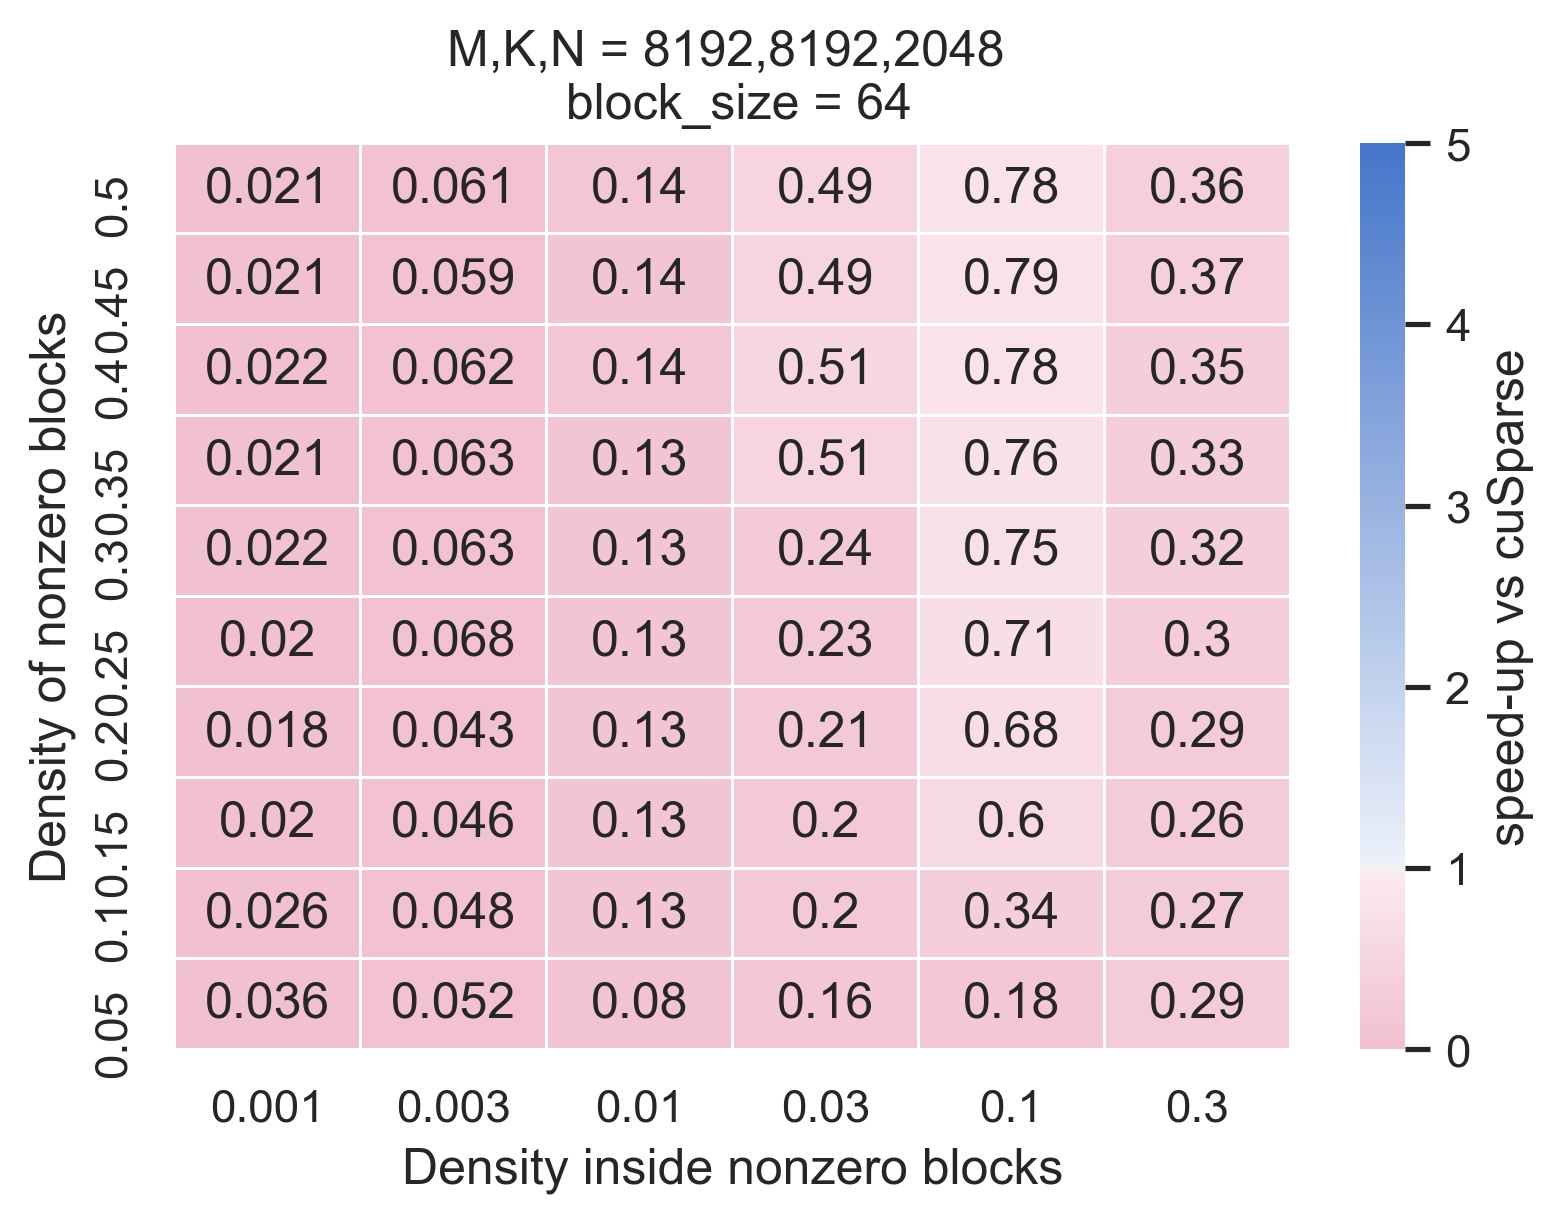 M,K,N = 8192,8192,2048
block_size = 64
Density of nonzero blocks
0.5 0.021 0.061 0.14 0.49 0.78 0.36
0.45 0.021 0.059 0.14 0.49 0.79 0.37
0.4 0.022 0.062 0.14 0.51 0.78 0.35
0.35 0.021 0.063 0.13 0.51 0.76 0.33
0.3 0.022 0.063 0.13 0.24 0.75 0.32
0.25 0.02 0.068 0.13 0.23 0.71 0.3
0.2 0.018 0.043 0.13 0.21 0.68 0.29
0.15 0.02 0.046 0.13 0.2 0.6 0.26
0.1 0.026 0.048 0.13 0.2 0.34 0.27
0.05 0.036 0.052 0.08 0.16 0.18 0.29
0.001 0.003 0.01 0.03 0.1 0.3
Density inside nonzero blocks
5
4
3
2
1
0
speed-up vs cuSparse